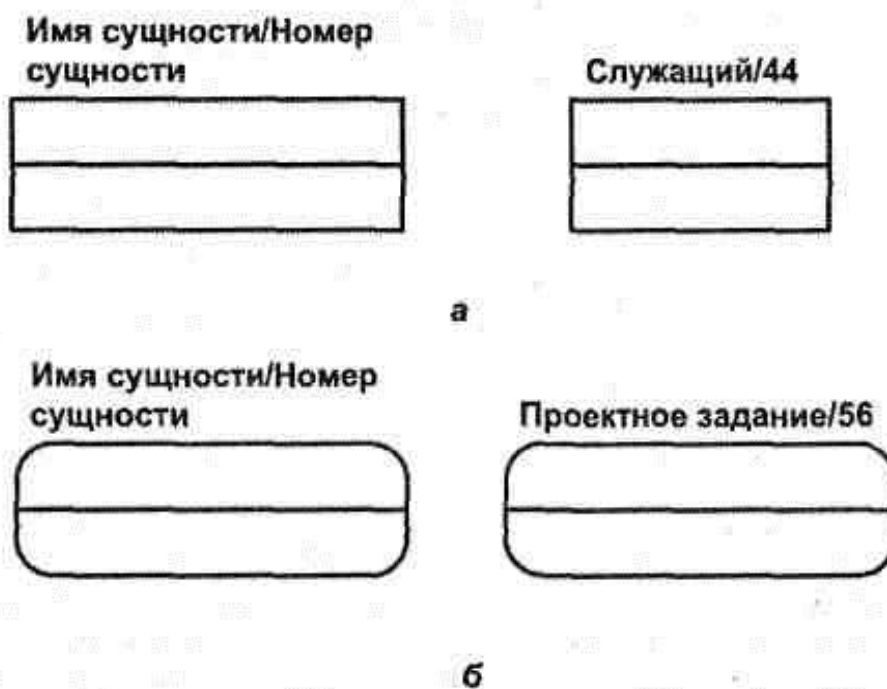 Имя сущности/Номер
сущности
Служащий/44
а
Имя сущности/Номер
сущности
Проектное задание/56
б